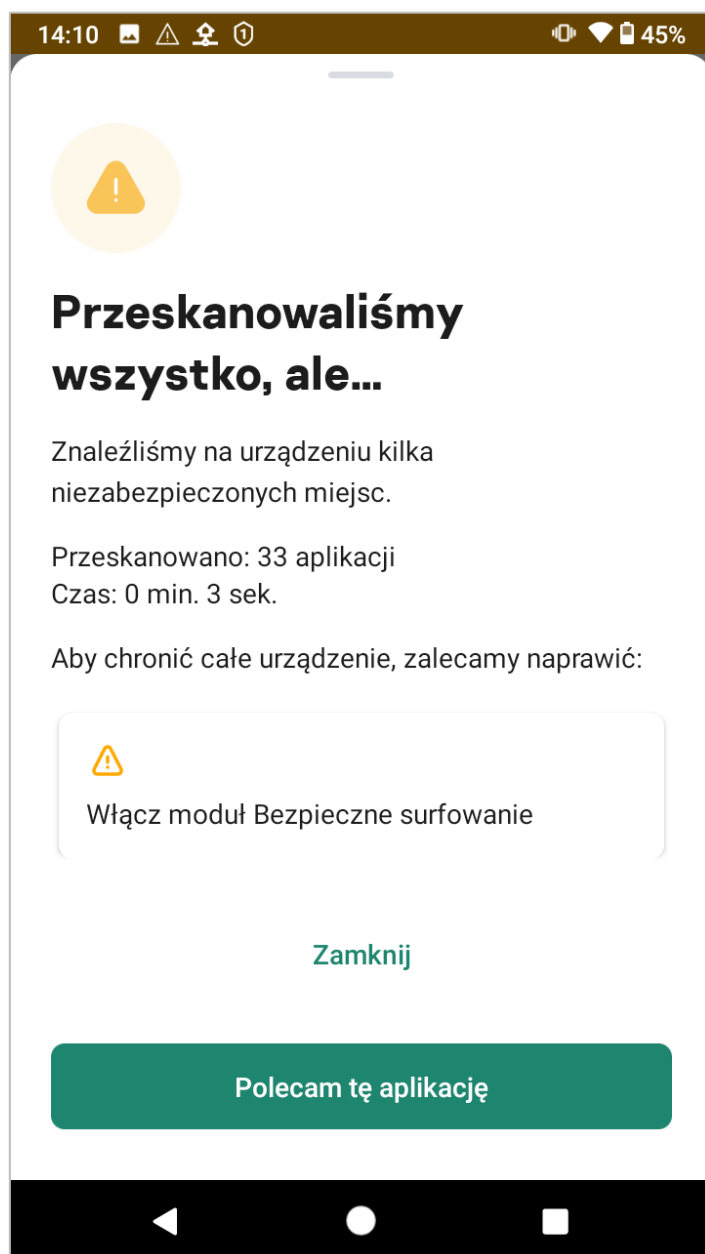 14:10
45%
Przeskanowaliśmy
wszystko, ale...
Znaleźliśmy na urządzeniu kilka
niezabezpieczonych miejsc.
Przeskanowano: 33 aplikacji
Czas: 0 min. 3 sek.
Aby chronić całe urządzenie, zalecamy naprawić:
Włącz moduł Bezpieczne surfowanie
Zamknij
Polecam tę aplikację